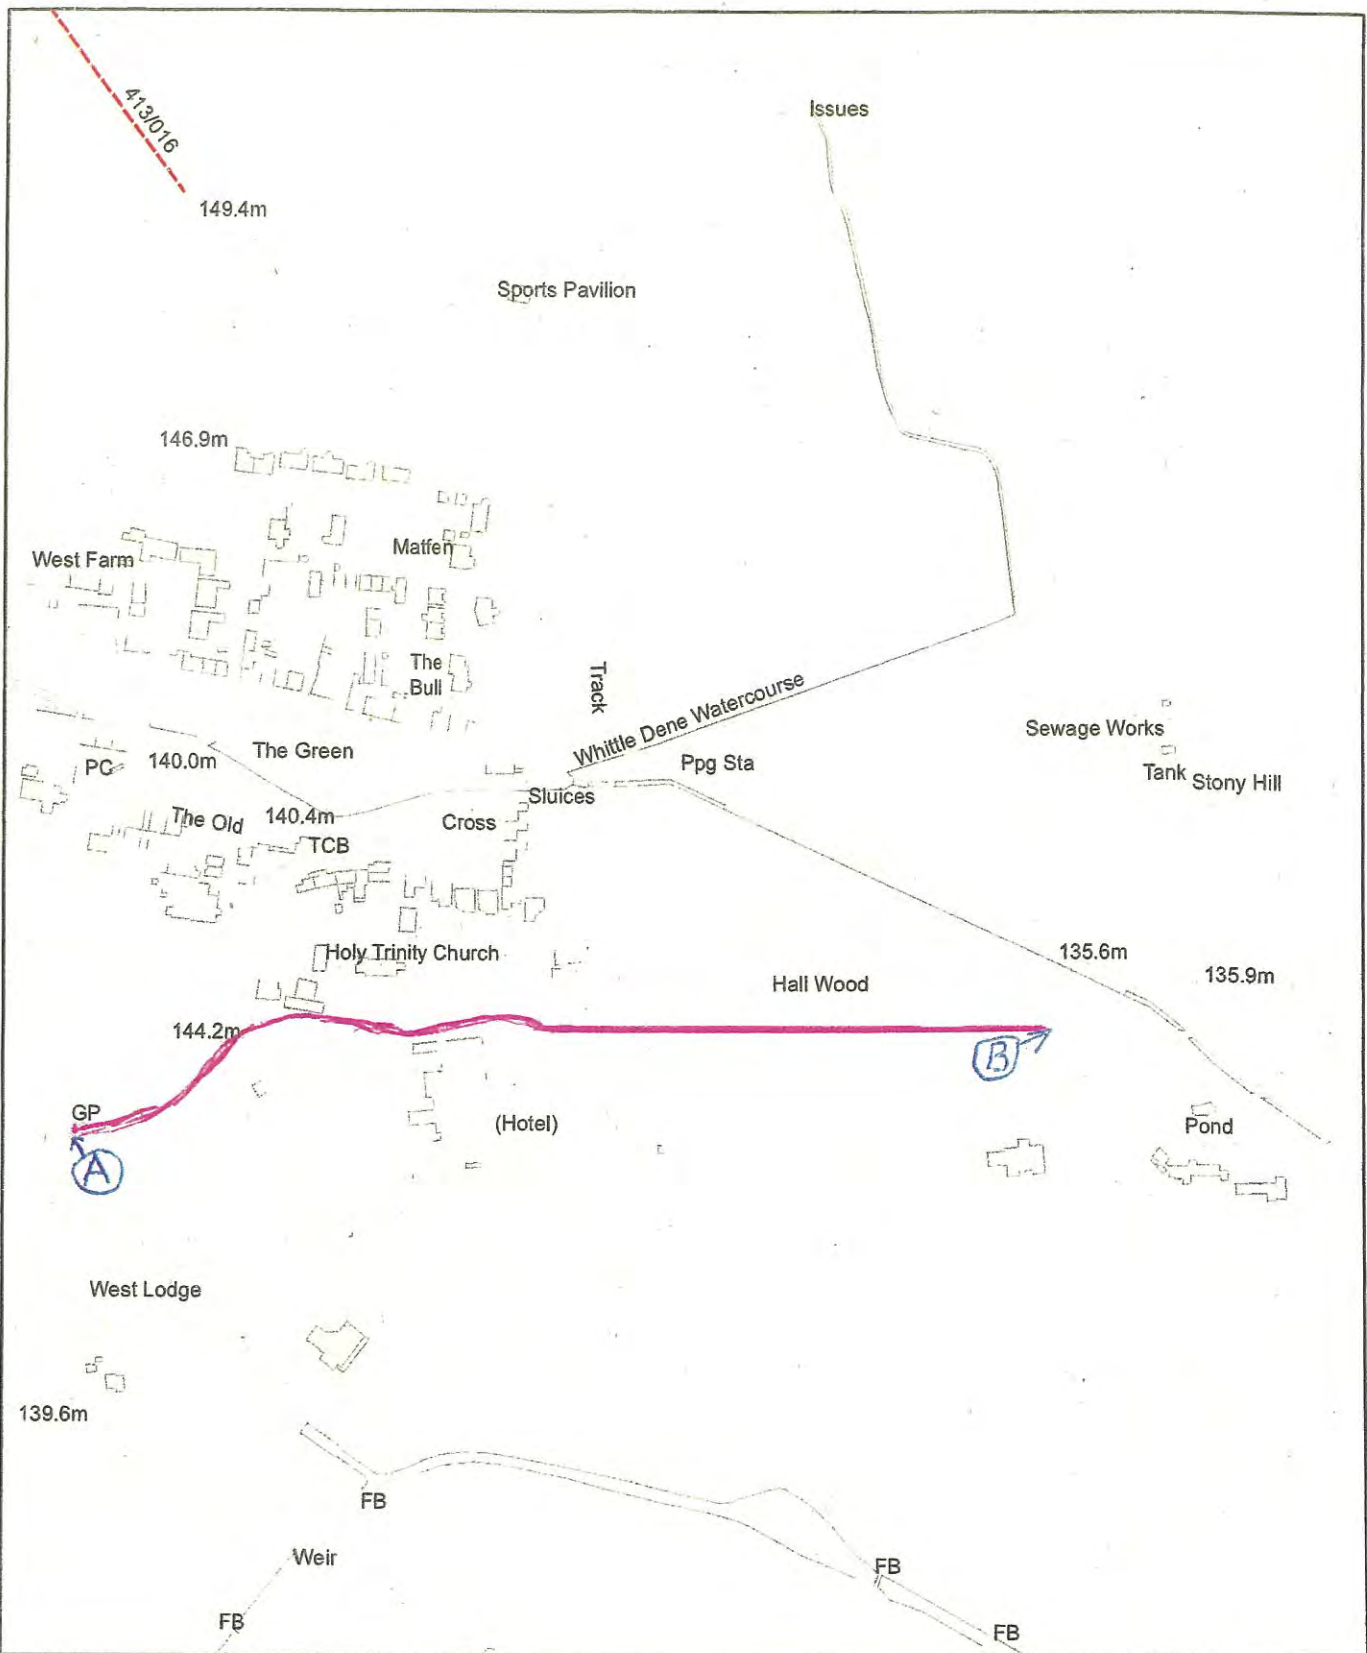 413/016
Issues
149.4m
Sports Pavilion
146.9m
West Farm
Matfen
The
Bull
Track
Whittle Dene Watercourse
Sewage Works
Tank
Stony Hill
The Green
140.0m
PC
Ppg Sta
Sluices
The Old
140.4m
Cross
TCB
Holy Trinity Church
135.6m
135.9m
Hall Wood
144.2m
B
GP
(Hotel)
Pond
A
West Lodge
139.6m
FB
Weir
FB
FB
FB